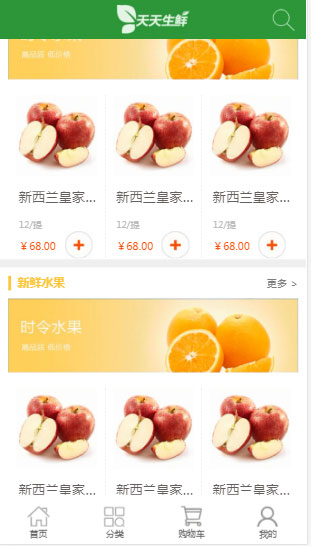 天天生鲜
高品质 低价格
新西兰皇家... 新西兰皇家... 新西兰皇家...
12/提 12/提 12/提
￥68.00 ￥68.00 ￥68.00
新鲜水果 更多 >
时令水果
高品质 低价格
新西兰皇家... 新西兰皇家... 新西兰皇家...
首页 分类 购物车 我的